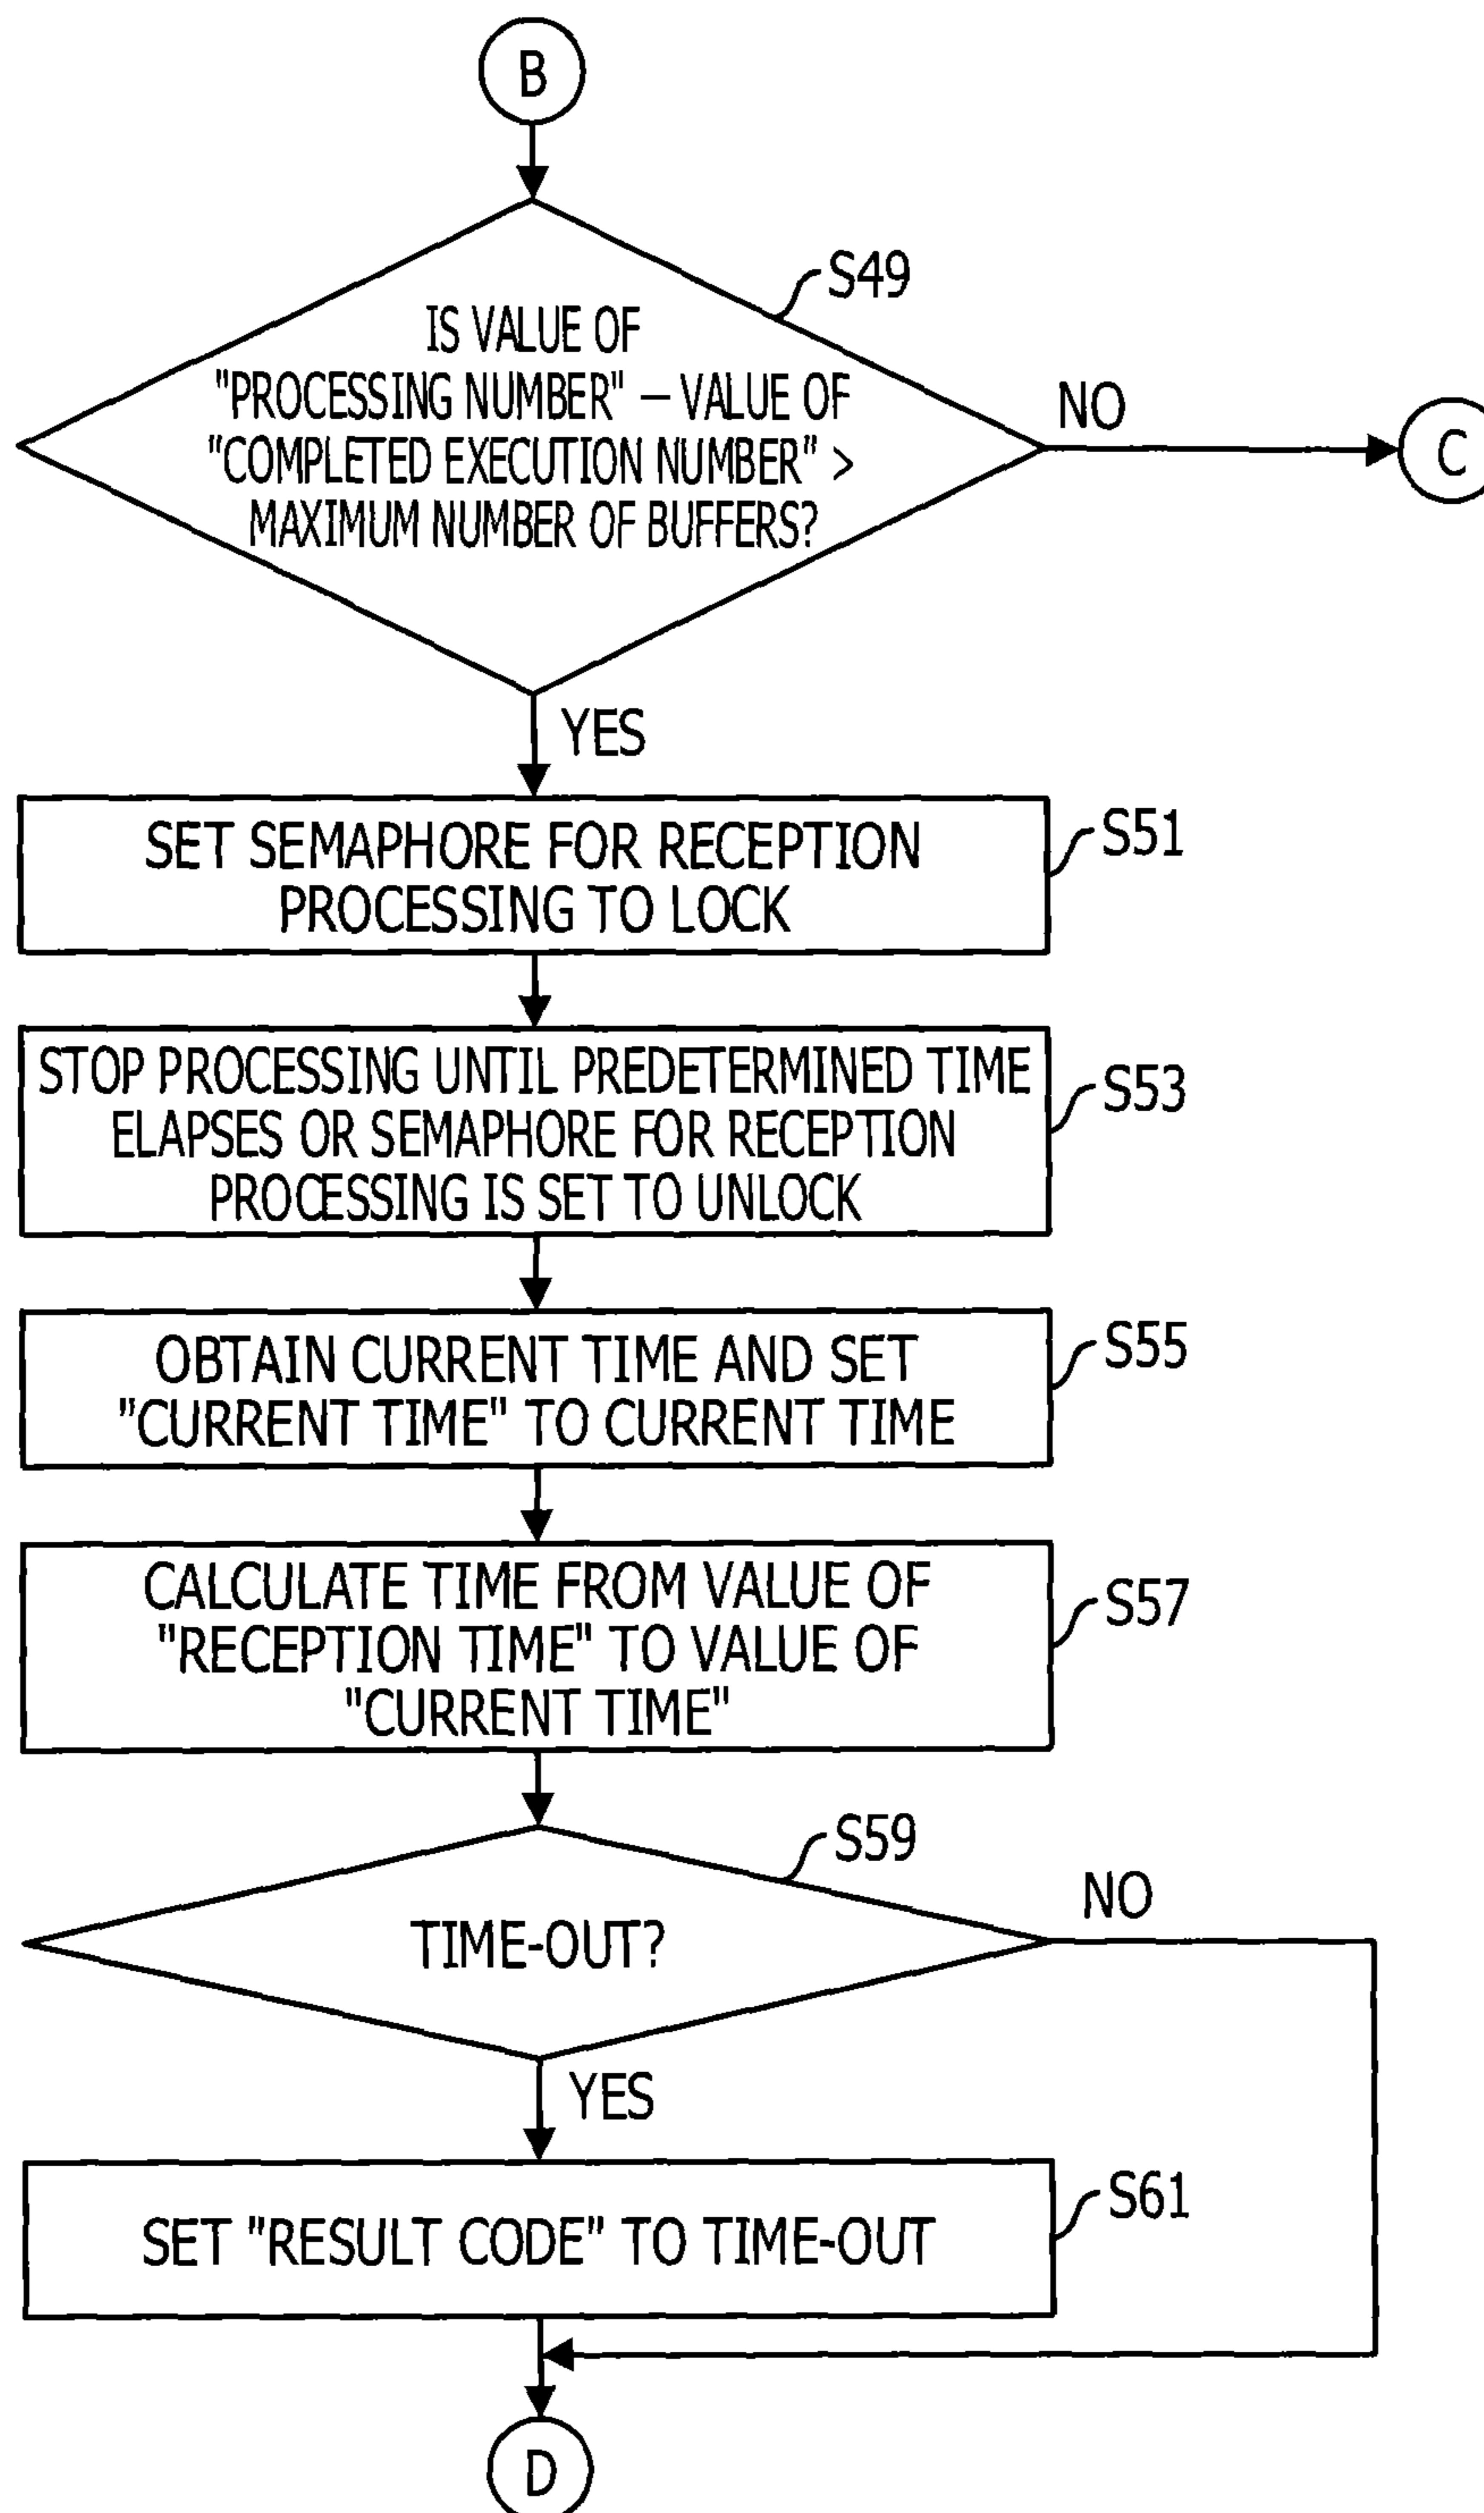 B
S49
IS VALUE OF
"PROCESSING NUMBER" — VALUE OF
"COMPLETED EXECUTION NUMBER" >
MAXIMUM NUMBER OF BUFFERS?
NO
C
YES
SET SEMAPHORE FOR RECEPTION
PROCESSING TO LOCK
S51
STOP PROCESSING UNTIL PREDETERMINED TIME
ELAPSES OR SEMAPHORE FOR RECEPTION
PROCESSING IS SET TO UNLOCK
S53
OBTAIN CURRENT TIME AND SET
"CURRENT TIME" TO CURRENT TIME
S55
CALCULATE TIME FROM VALUE OF
"RECEPTION TIME" TO VALUE OF
"CURRENT TIME"
S57
S59
TIME-OUT?
NO
YES
SET "RESULT CODE" TO TIME-OUT
S61
D